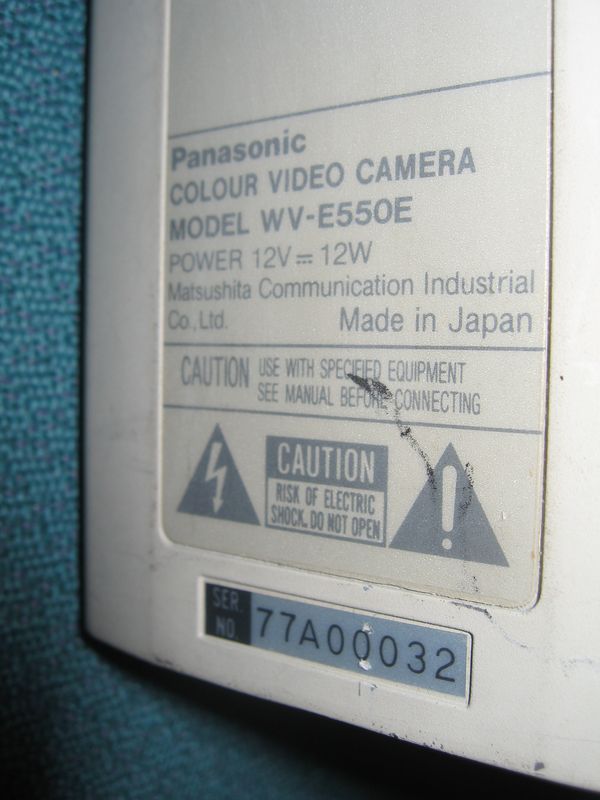 Panasonic
COLOUR VIDEO CAMERA
MODEL WV-E550E
POWER 12V⎓ 12W
Matsushita Communication Industrial
Co., Ltd. Made in Japan
CAUTION USE WITH SPECIFIED EQUIPMENT
SEE MANUAL BEFORE CONNECTING
CAUTION
RISK OF ELECTRIC
SHOCK. DO NOT OPEN
SER. NO. 77A00032